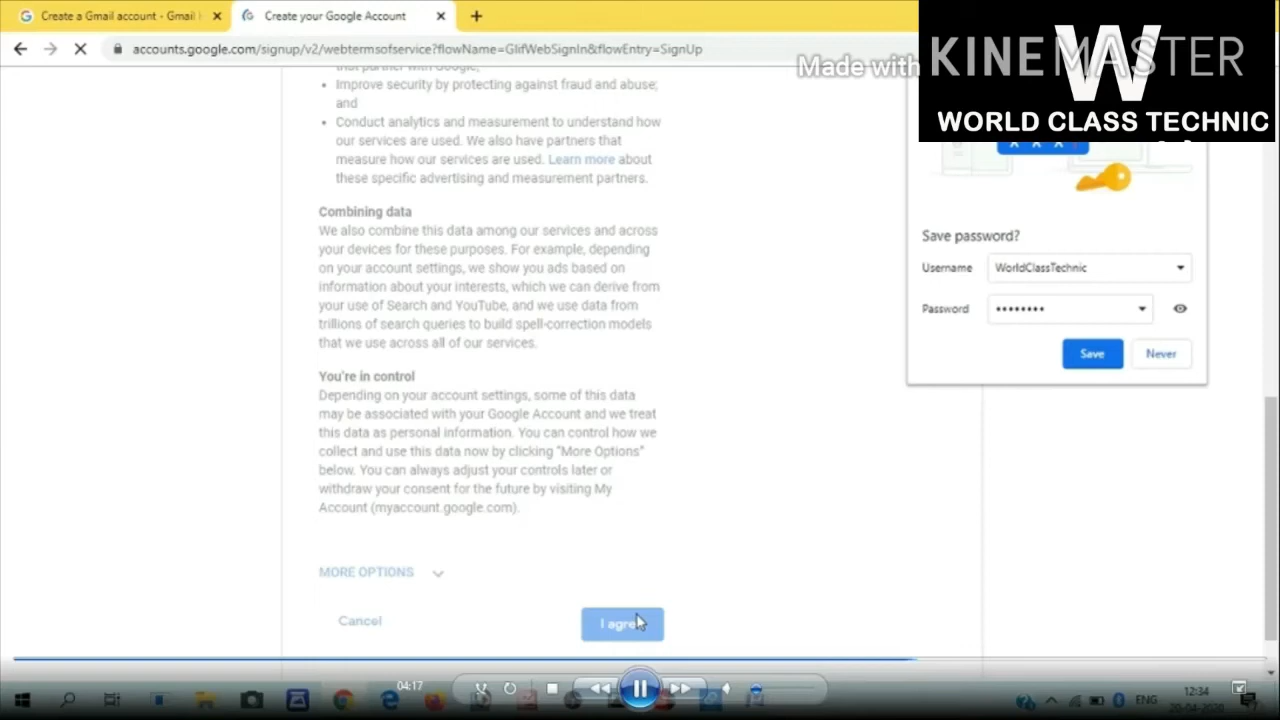 Create a Gmail account - Gmail
Create your Google Account
accounts.google.com/signup/v2/webtermsofservice?flowName=GlifWebSignIn&flowEntry=SignUp
Made with KINEMASTER
W
WORLD CLASS TECHNIC
that partner with Google;
Improve security by protecting against fraud and abuse;
and
Conduct analytics and measurement to understand how
our services are used. We also have partners that
measure how our services are used. Learn more about
these specific advertising and measurement partners.
Combining data
We also combine this data among our services and across
your devices for these purposes. For example, depending
on your account settings, we show you ads based on
information about your interests, which we can derive from
your use of Search and YouTube, and we use data from
trillions of search queries to build spell-correction models
that we use across all of our services.
You're in control
Depending on your account settings, some of this data
may be associated with your Google Account and we treat
this data as personal information. You can control how we
collect and use this data now by clicking "More Options"
below. You can always adjust your controls later or
withdraw your consent for the future by visiting My
Account (myaccount.google.com).
MORE OPTIONS
Cancel
I agree
Save password?
Username WorldClassTechnic
Password ••••••••
Save Never
04:17
ENG
12:34
20-04-2020